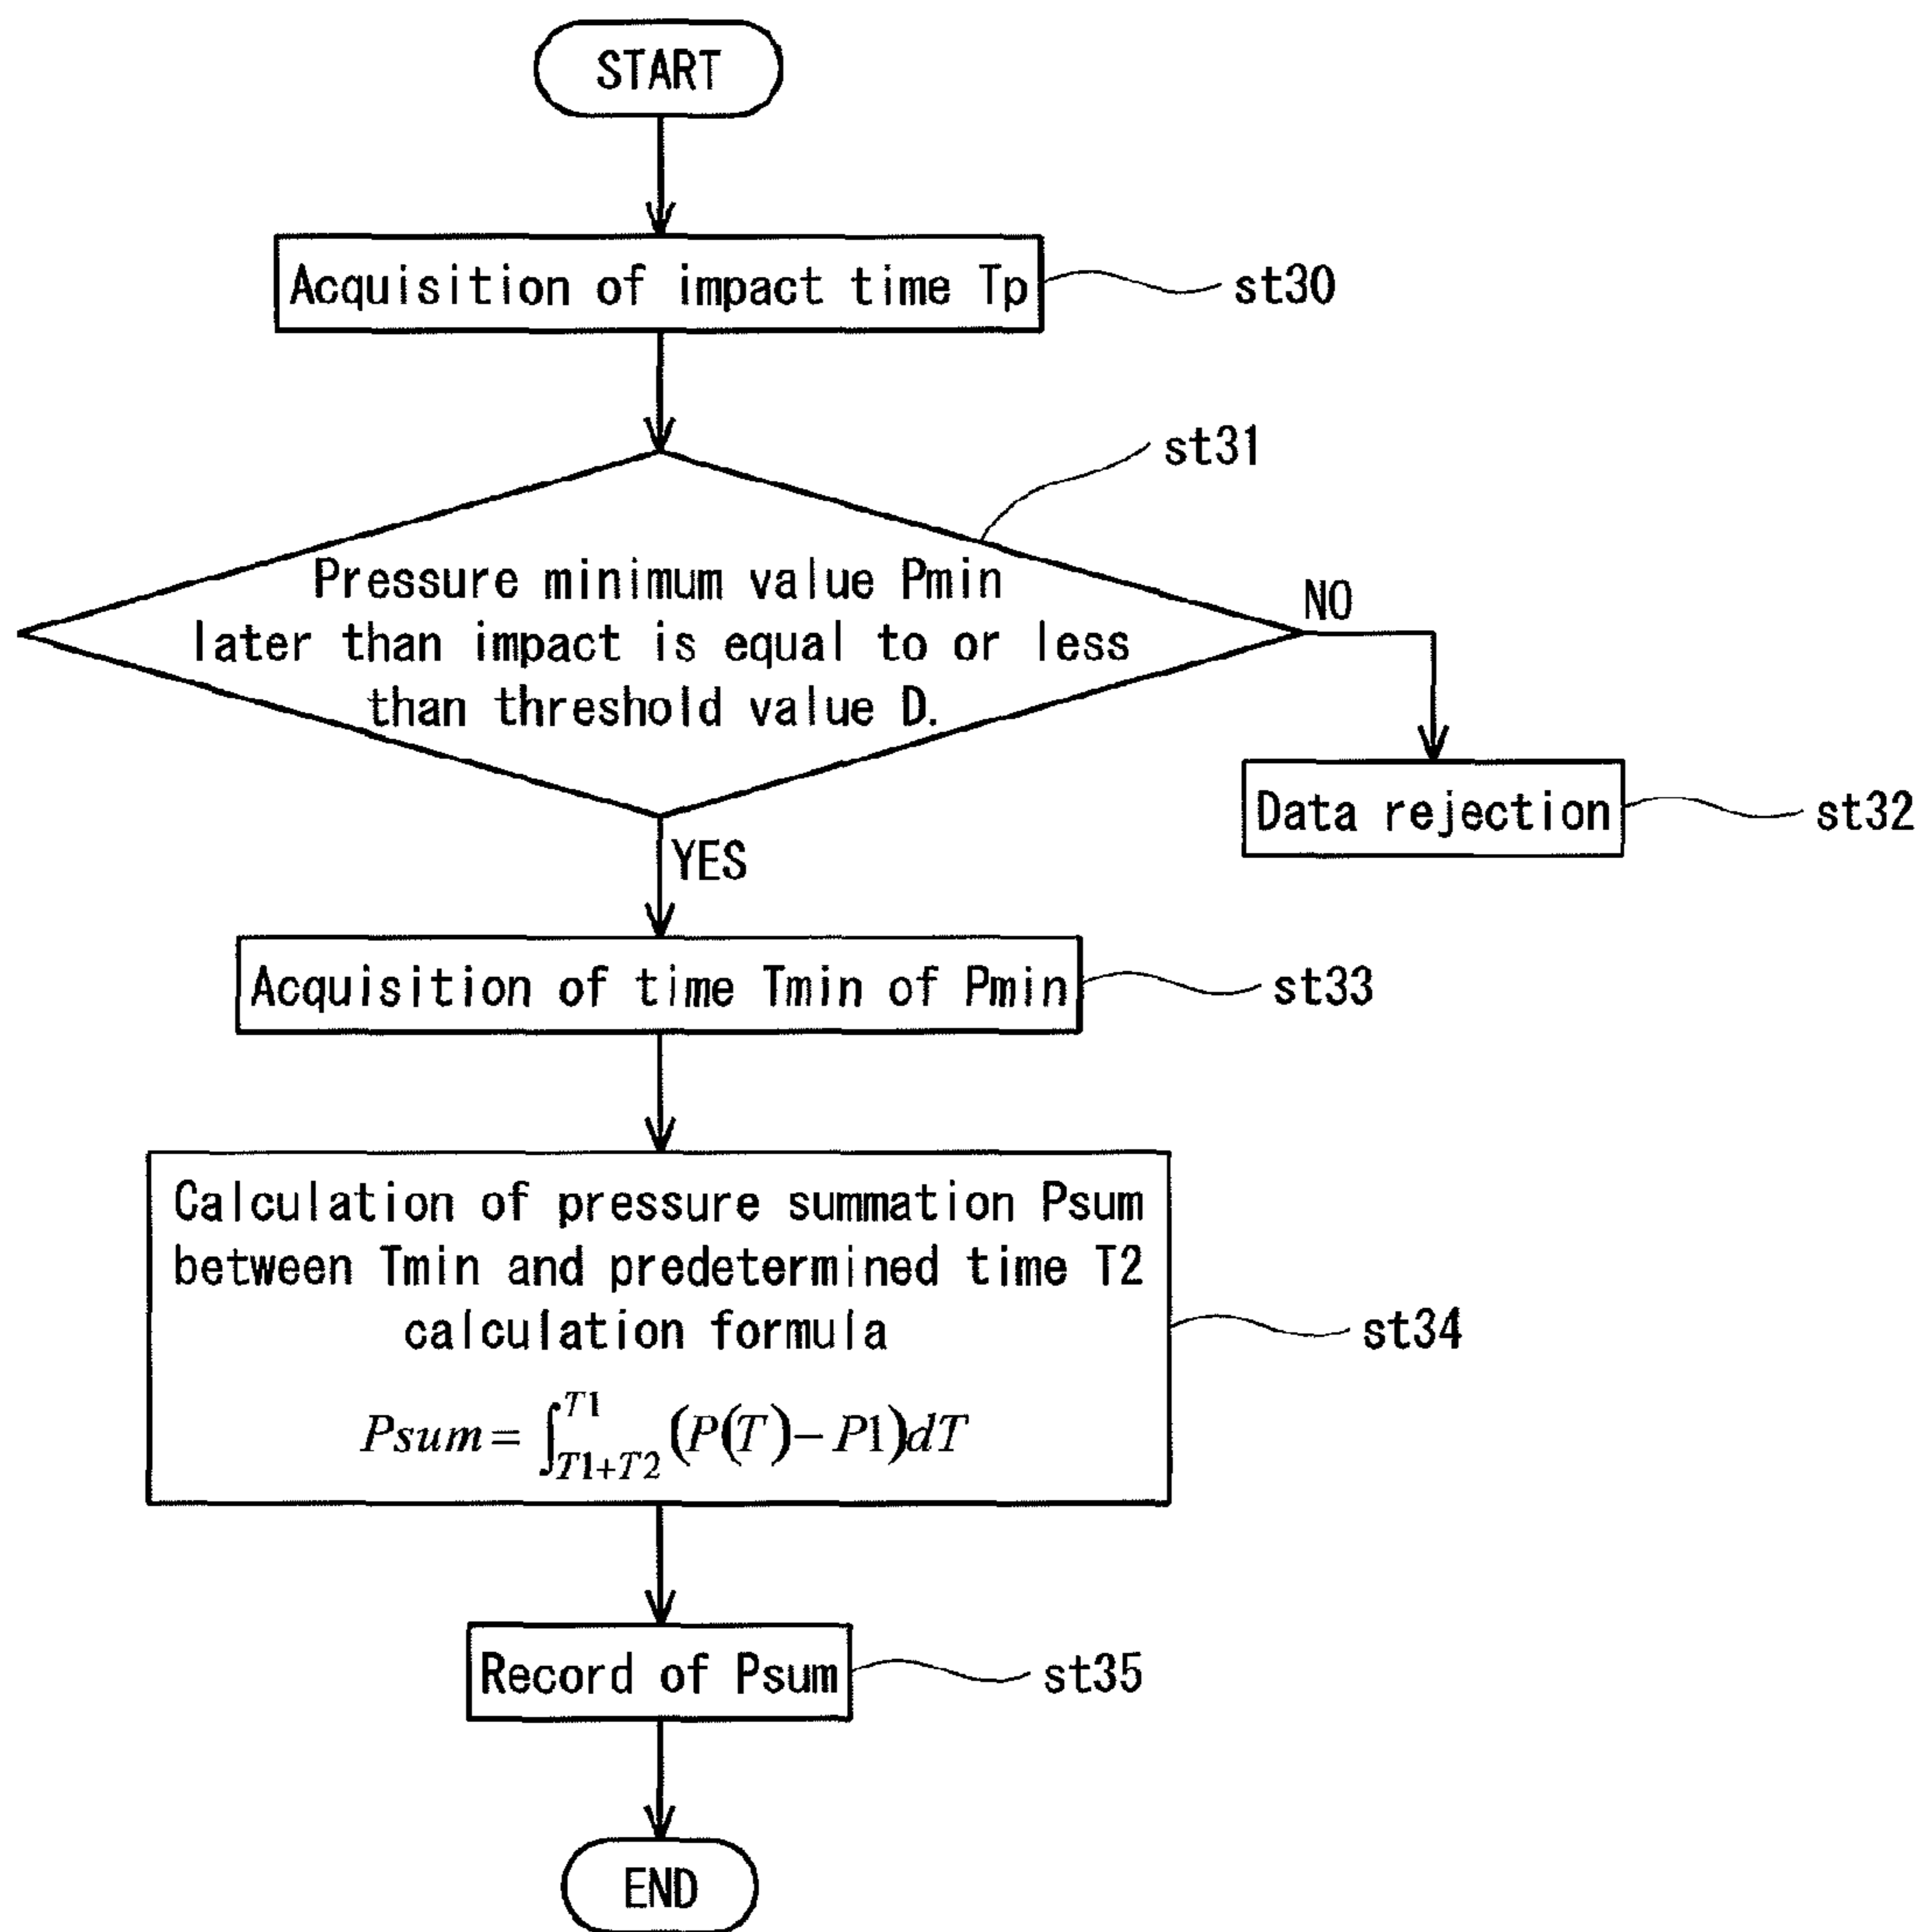 START
Acquisition of impact time Tp
st30
st31
Pressure minimum value Pmin
later than impact is equal to or less
than threshold value D.
NO
Data rejection
st32
YES
Acquisition of time Tmin of Pmin
st33
Calculation of pressure summation Psum
between Tmin and predetermined time T2
calculation formula
st34
Psum = ∫_{T1+T2}^{T1} (P(T) − P1)dT
Record of Psum
st35
END